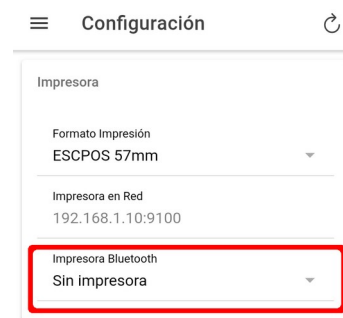 Configuración
Impresora
Formato Impresión
ESCPOS 57mm
Impresora en Red
192.168.1.10:9100
Impresora Bluetooth
Sin impresora